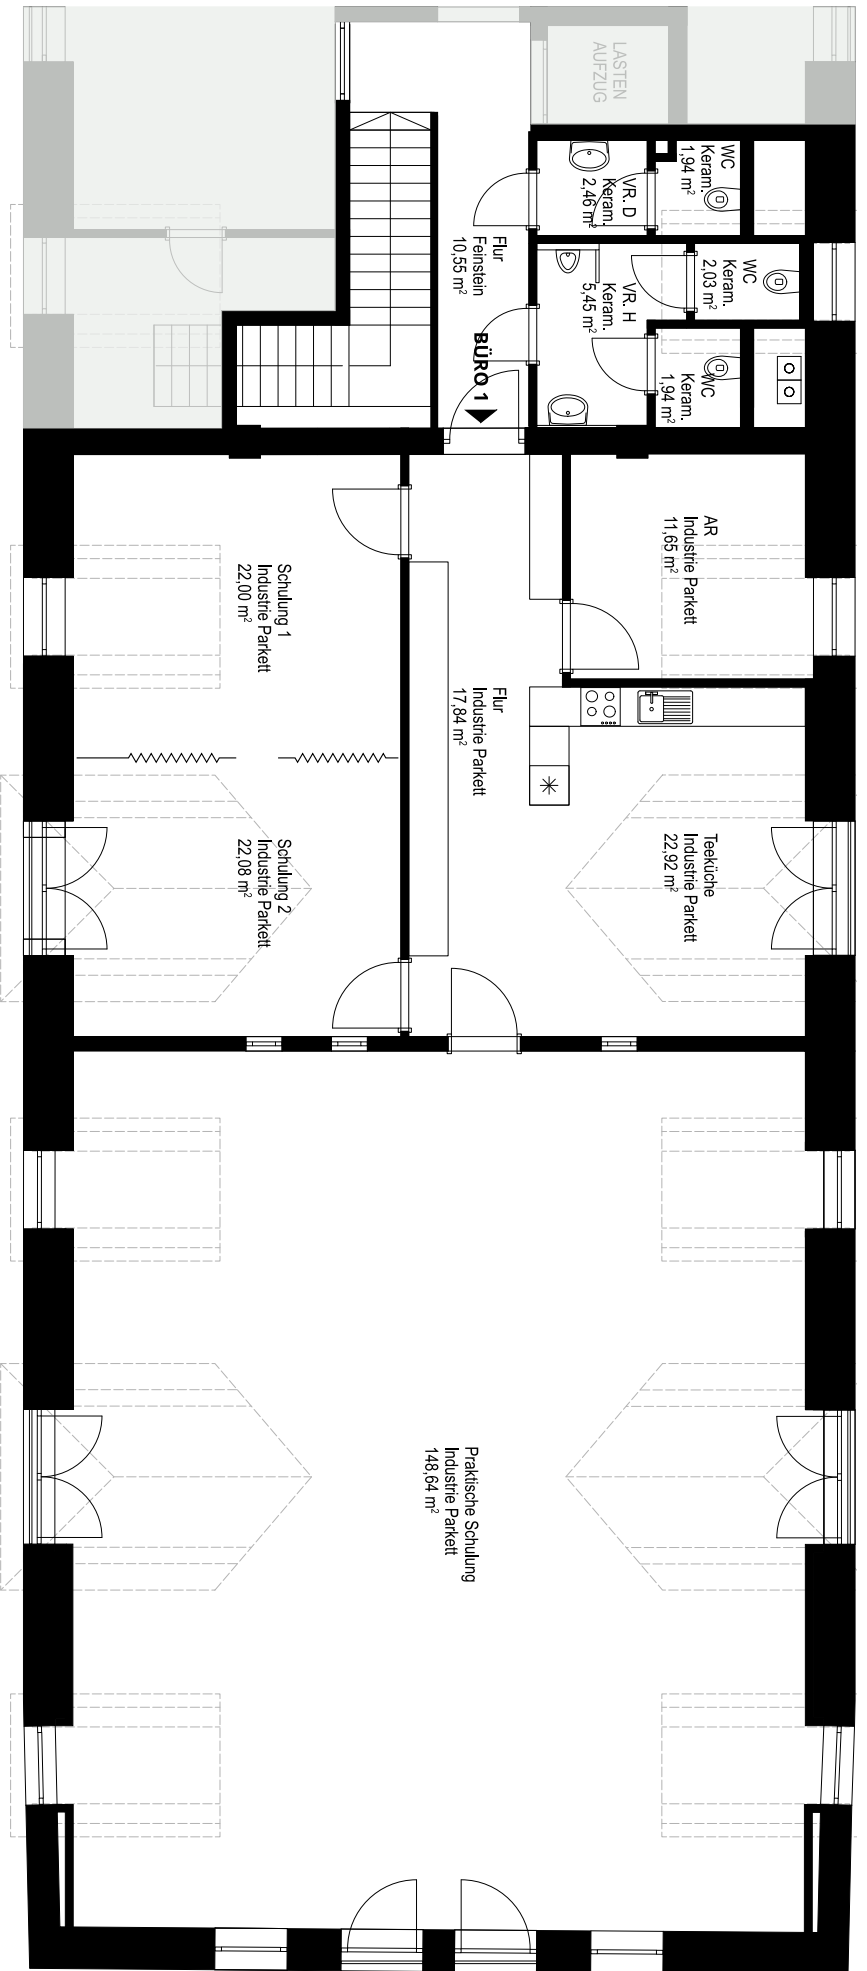 LASTEN
AUFZUG
WC
Keram.
1,94 m²
VR. D
Keram.
2,46 m²
WC
Keram.
2,03 m²
Flur
Feinstein
10,55 m²
VR. H
Keram.
5,45 m²
WC
Keram.
1,94 m²
BÜRO 1
AR
Industrie Parkett
11,65 m²
Schulung 1
Industrie Parkett
22,00 m²
Flur
Industrie Parkett
17,84 m²
Teeküche
Industrie Parkett
22,92 m²
Schulung 2
Industrie Parkett
22,08 m²
Praktische Schulung
Industrie Parkett
148,64 m²